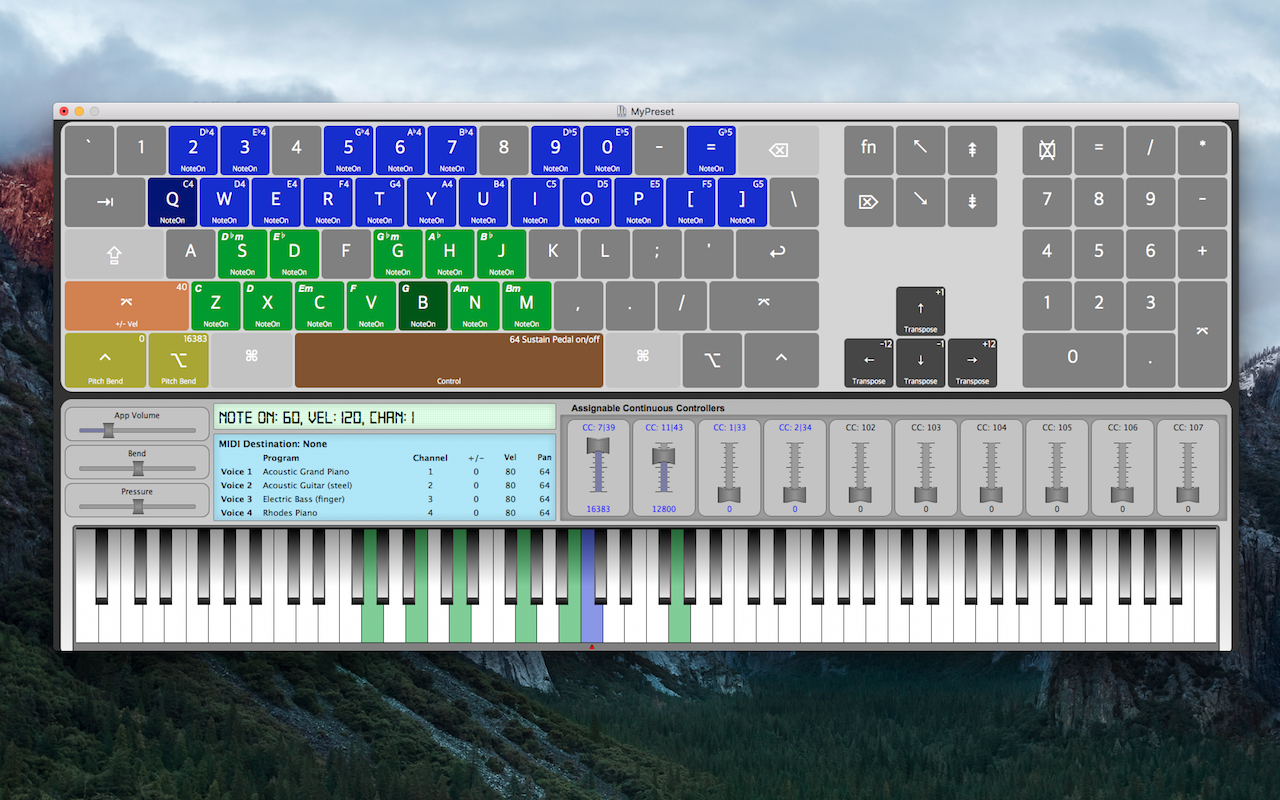 MyPreset
` 1 2 D♭4 NoteOn 3 E♭4 NoteOn 4 5 G♭4 NoteOn 6 A♭4 NoteOn 7 B♭4 NoteOn 8 9 D♭5 NoteOn 0 E♭5 NoteOn - = G♭5 NoteOn ⌫ fn ↖ ⇞ = / *
⇥ Q C4 NoteOn W D4 NoteOn E E4 NoteOn R F4 NoteOn T G4 NoteOn Y A4 NoteOn U B4 NoteOn I C5 NoteOn O D5 NoteOn P E5 NoteOn [ F5 NoteOn ] G5 NoteOn \ ⌦ ↘ ⇟ 7 8 9 -
⇪ A S D♭m NoteOn D E♭ NoteOn F G G♭m NoteOn H A♭ NoteOn J B♭ NoteOn K L ; ' ↩ 4 5 6 +
40 +/- Vel Z C NoteOn X D NoteOn C Em NoteOn V F NoteOn B G NoteOn N Am NoteOn M Bm NoteOn , . / ↑ +1 Transpose 1 2 3 ⌤
^ 0 Pitch Bend ⌥ 16383 Pitch Bend ⌘ 64 Sustain Pedal on/off Control ⌘ ⌥ ^ ← -12 Transpose ↓ -1 Transpose → +12 Transpose 0 .
App Volume
Bend
Pressure
NOTE ON: 60, VEL: 120, CHAN: 1
MIDI Destination: None
Program Channel +/- Vel Pan
Voice 1 Acoustic Grand Piano 1 0 80 64
Voice 2 Acoustic Guitar (steel) 2 0 80 64
Voice 3 Electric Bass (finger) 3 0 80 64
Voice 4 Rhodes Piano 4 0 80 64
Assignable Continuous Controllers
CC: 7|39 CC: 11|43 CC: 1|33 CC: 2|34 CC: 102 CC: 103 CC: 104 CC: 105 CC: 106 CC: 107
16383 12800 0 0 0 0 0 0 0 0